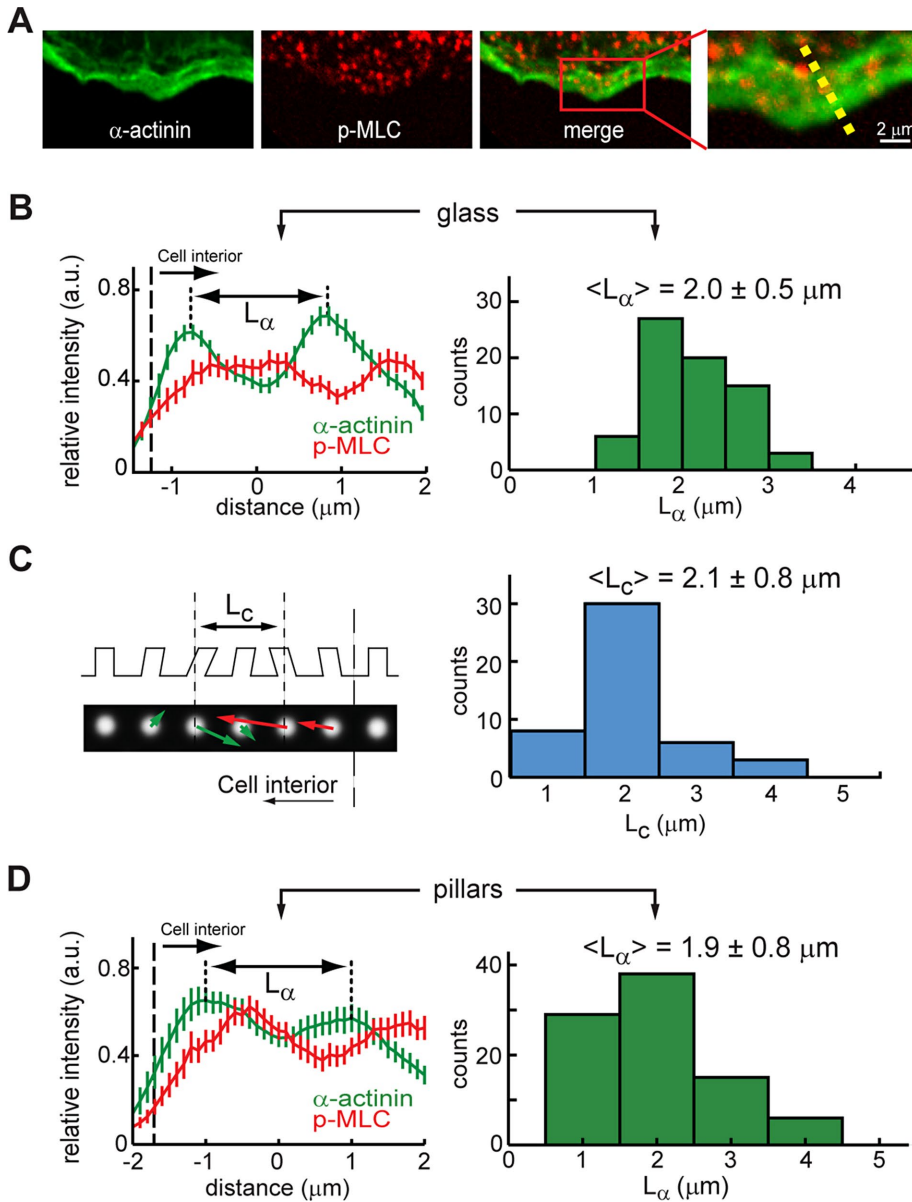 A
α-actinin
p-MLC
merge
2 μm
B
glass
Cell interior
Lα
relative intensity (a.u.)
0.8
0.4
0
α-actinin
p-MLC
-1 0 1 2
distance (μm)
<Lα> = 2.0 ± 0.5 μm
counts
30
20
10
0
0 1 2 3 4
Lα (μm)
C
Lc
Cell interior
<Lc> = 2.1 ± 0.8 μm
counts
30
20
10
0
1 2 3 4 5
Lc (μm)
D
pillars
Cell interior
Lα
relative intensity (a.u.)
0.8
0.4
0
α-actinin
p-MLC
-2 -1 0 1 2
distance (μm)
<Lα> = 1.9 ± 0.8 μm
counts
40
20
0
0 1 2 3 4 5
Lα (μm)